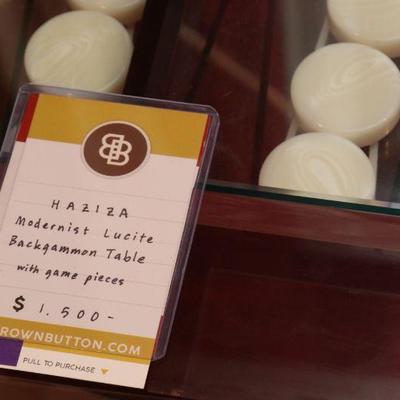 B B
HAZIZA
Modernist Lucite
Backgammon Table
with game pieces
$ 1,500-
ROWNBUTTON.COM
PULL TO PURCHASE